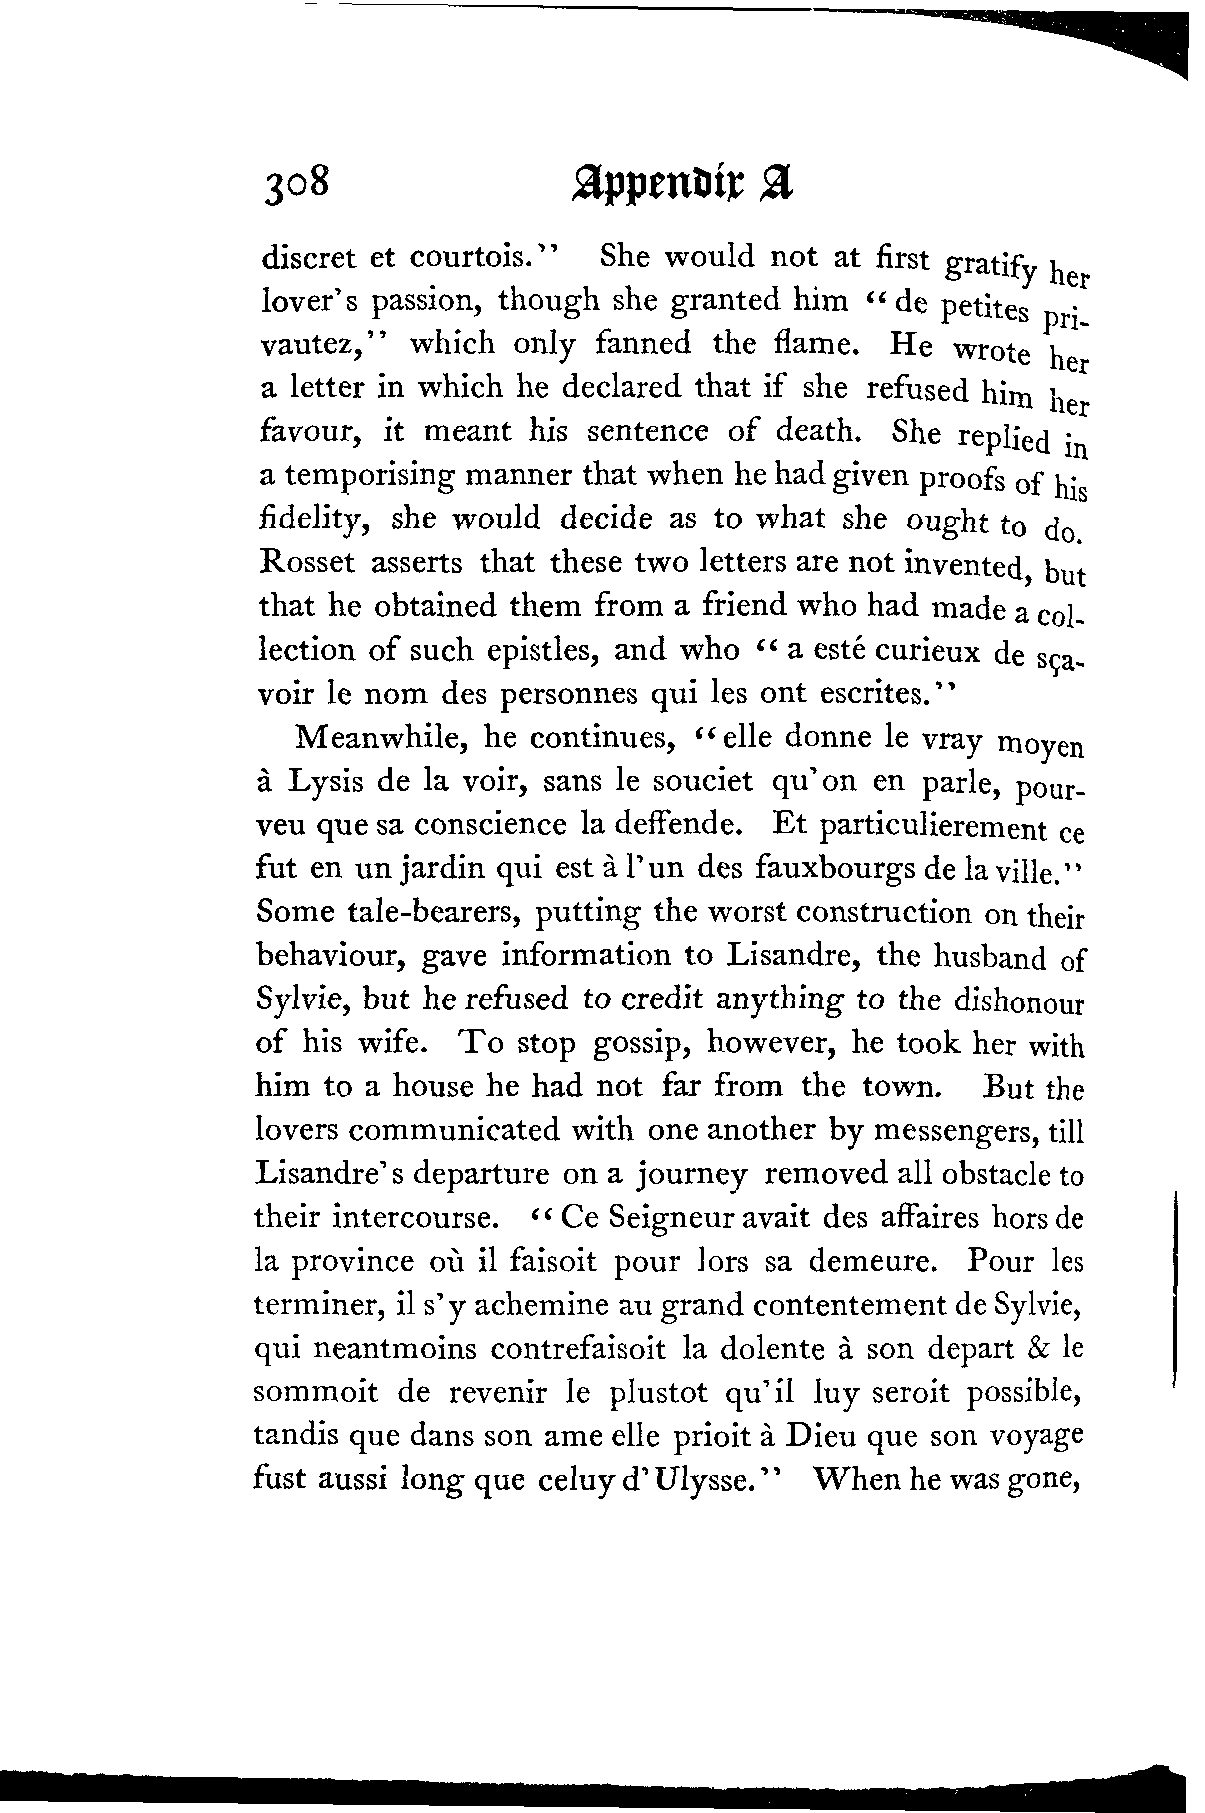 308 Appendix A
discret et courtois." She would not at first gratify her
lover's passion, though she granted him "de petites pri-
vautez," which only fanned the flame. He wrote her
a letter in which he declared that if she refused him her
favour, it meant his sentence of death. She replied in
a temporising manner that when he had given proofs of his
fidelity, she would decide as to what she ought to do.
Rosset asserts that these two letters are not invented, but
that he obtained them from a friend who had made a col-
lection of such epistles, and who "a esté curieux de sça-
voir le nom des personnes qui les ont escrites."
Meanwhile, he continues, "elle donne le vray moyen
à Lysis de la voir, sans le souciet qu'on en parle, pour-
veu que sa conscience la deffende. Et particulierement ce
fut en un jardin qui est à l'un des fauxbourgs de la ville."
Some tale-bearers, putting the worst construction on their
behaviour, gave information to Lisandre, the husband of
Sylvie, but he refused to credit anything to the dishonour
of his wife. To stop gossip, however, he took her with
him to a house he had not far from the town. But the
lovers communicated with one another by messengers, till
Lisandre's departure on a journey removed all obstacle to
their intercourse. "Ce Seigneur avait des affaires hors de
la province où il faisoit pour lors sa demeure. Pour les
terminer, il s'y achemine au grand contentement de Sylvie,
qui neantmoins contrefaisoit la dolente à son depart & le
sommoit de revenir le plustot qu'il luy seroit possible,
tandis que dans son ame elle prioit à Dieu que son voyage
fust aussi long que celuy d'Ulysse." When he was gone,